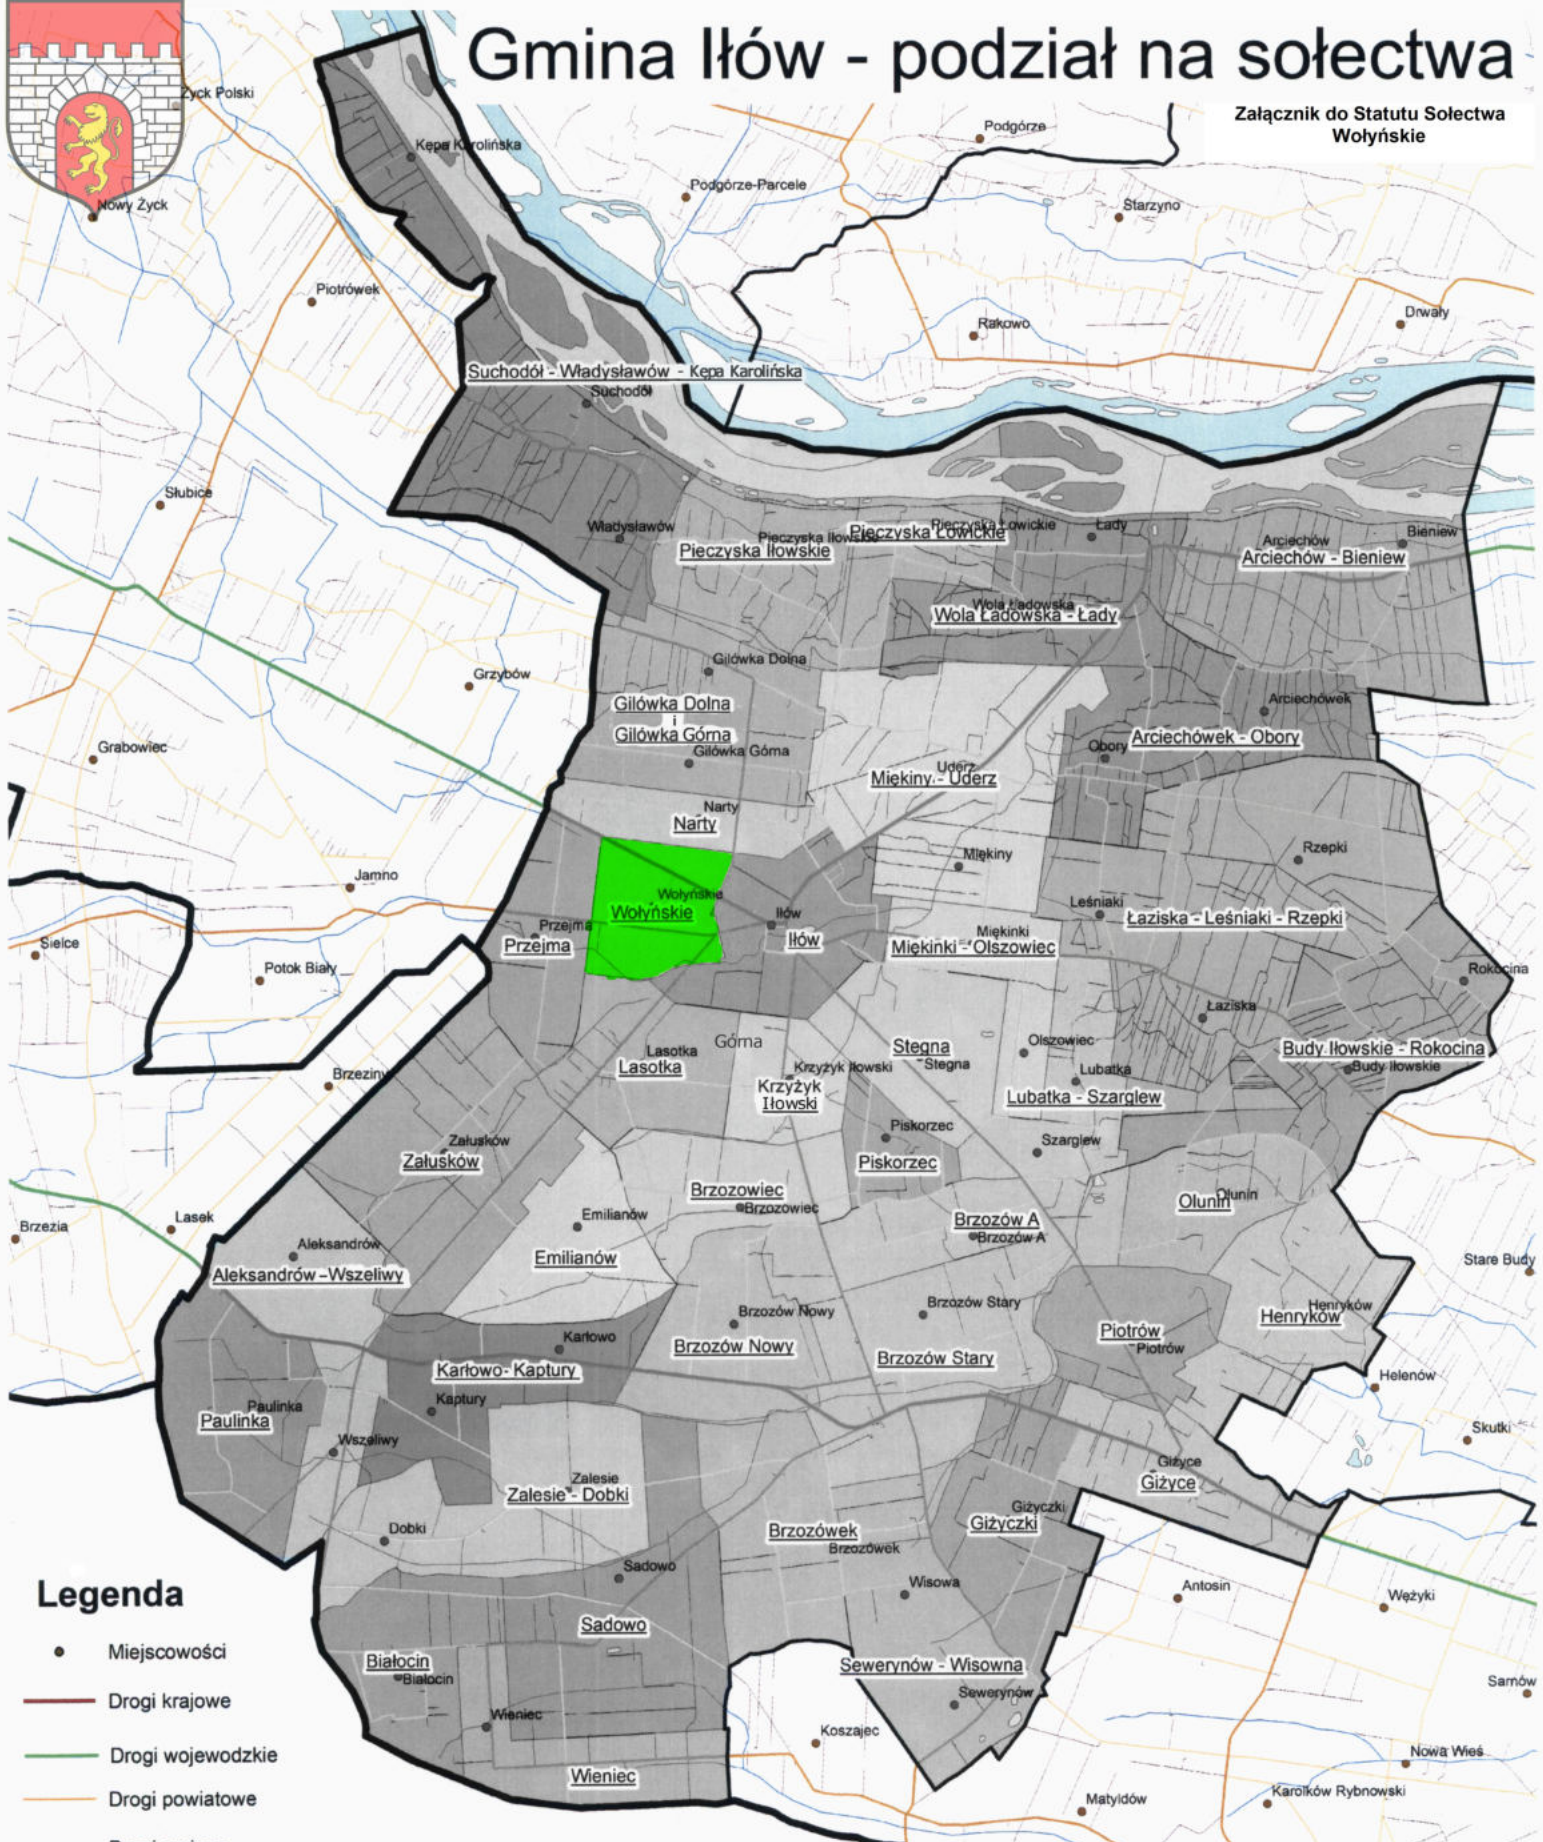 Gmina Iłów - podział na sołectwa
Załącznik do Statutu Sołectwa
Wołyńskie
Życk Polski
Nowy Życk
Kępa Karolińska
Podgórze
Podgórze-Parcele
Starzyno
Piotrówek
Rakowo
Drwały
Suchodół - Władysławów - Kępa Karolińska
Suchodół
Słubice
Władysławów
Pieczyska Iłowskie
Pieczyska Iłowskie
Pieczyska Łowickie
Pieczyska Łowickie
Łady
Arciechów
Bieniew
Arciechów - Bieniew
Wola Ładowska
Wola Ładowska - Łady
Grzybów
Gilówka Dolna
Gilówka Dolna
i
Gilówka Górna
Gilówka Górna
Arciechówek
Arciechówek - Obory
Obory
Grabowiec
Uderz
Miękiny - Uderz
Narty
Narty
Miękiny
Rzepki
Jamno
Wołyńskie
Wołyńskie
Iłów
Iłów
Leśniaki
Łaziska - Leśniaki - Rzepki
Przejma
Przejma
Miękinki
Miękinki - Olszowiec
Sielce
Potok Biały
Rokocina
Łaziska
Górna
Lasotka
Lasotka
Stegna
Stegna
Olszowiec
Budy Iłowskie - Rokocina
Budy Iłowskie
Brzeziny
Krzyżyk Iłowski
Krzyżyk
Iłowski
Lubatka
Lubatka - Szarglew
Załusków
Załusków
Piskorzec
Piskorzec
Szarglew
Brzozowiec
Brzozowiec
Olunin
Olunin
Brzezia
Lasek
Emilianów
Emilianów
Brzozów A
Brzozów A
Aleksandrów
Aleksandrów - Wszeliwy
Stare Budy
Brzozów Nowy
Brzozów Nowy
Brzozów Stary
Brzozów Stary
Henryków
Henryków
Piotrów
Piotrów
Karłowo
Karłowo- Kaptury
Helenów
Kaptury
Paulinka
Paulinka
Skutki
Wszeliwy
Giżyce
Giżyce
Zalesie
Zalesie - Dobki
Giżyczki
Giżyczki
Dobki
Brzozówek
Brzozówek
Sadowo
Sadowo
Wisowa
Antosin
Wężyki
Białocin
Białocin
Sewerynów - Wisowna
Sewerynów
Sarnów
Wieniec
Wieniec
Koszajec
Nowa Wieś
Matyldów
Karolków Rybnowski
Legenda
Miejscowości
Drogi krajowe
Drogi wojewodzkie
Drogi powiatowe